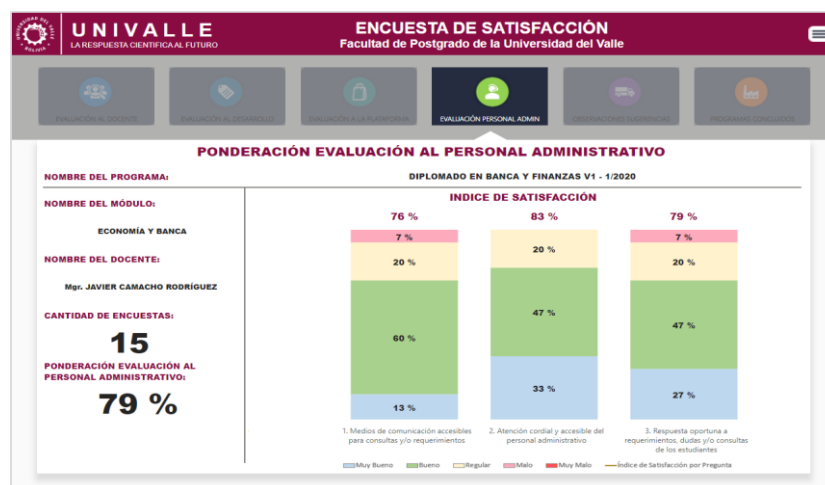 UNIVERSIDAD DEL VALLE
BOLIVIA
UNIVALLE
LA RESPUESTA CIENTIFICA AL FUTURO
ENCUESTA DE SATISFACCIÓN
Facultad de Postgrado de la Universidad del Valle
EVALUACIÓN AL DOCENTE
EVALUACIÓN AL DESARROLLO
EVALUACIÓN A LA PLATAFORMA
EVALUACIÓN PERSONAL ADMIN
OBSERVACIONES SUGERENCIAS
PROGRAMAS CONCLUIDOS
PONDERACIÓN EVALUACIÓN AL PERSONAL ADMINISTRATIVO
NOMBRE DEL PROGRAMA:
DIPLOMADO EN BANCA Y FINANZAS V1 - 1/2020
NOMBRE DEL MÓDULO:
ECONOMÍA Y BANCA
NOMBRE DEL DOCENTE:
Mgr. JAVIER CAMACHO RODRÍGUEZ
CANTIDAD DE ENCUESTAS:
15
PONDERACIÓN EVALUACIÓN AL
PERSONAL ADMINISTRATIVO:
79 %
INDICE DE SATISFACCIÓN
76 % 83 % 79 %
7 % 7 %
20 % 20 % 20 %
60 % 47 % 47 %
13 % 33 % 27 %
1. Medios de comunicación accesibles
para consultas y/o requerimientos
2. Atención cordial y accesible del
personal administrativo
3. Respuesta oportuna a
requerimientos, dudas y/o consultas
de los estudiantes
Muy Bueno Bueno Regular Malo Muy Malo Índice de Satisfacción por Pregunta